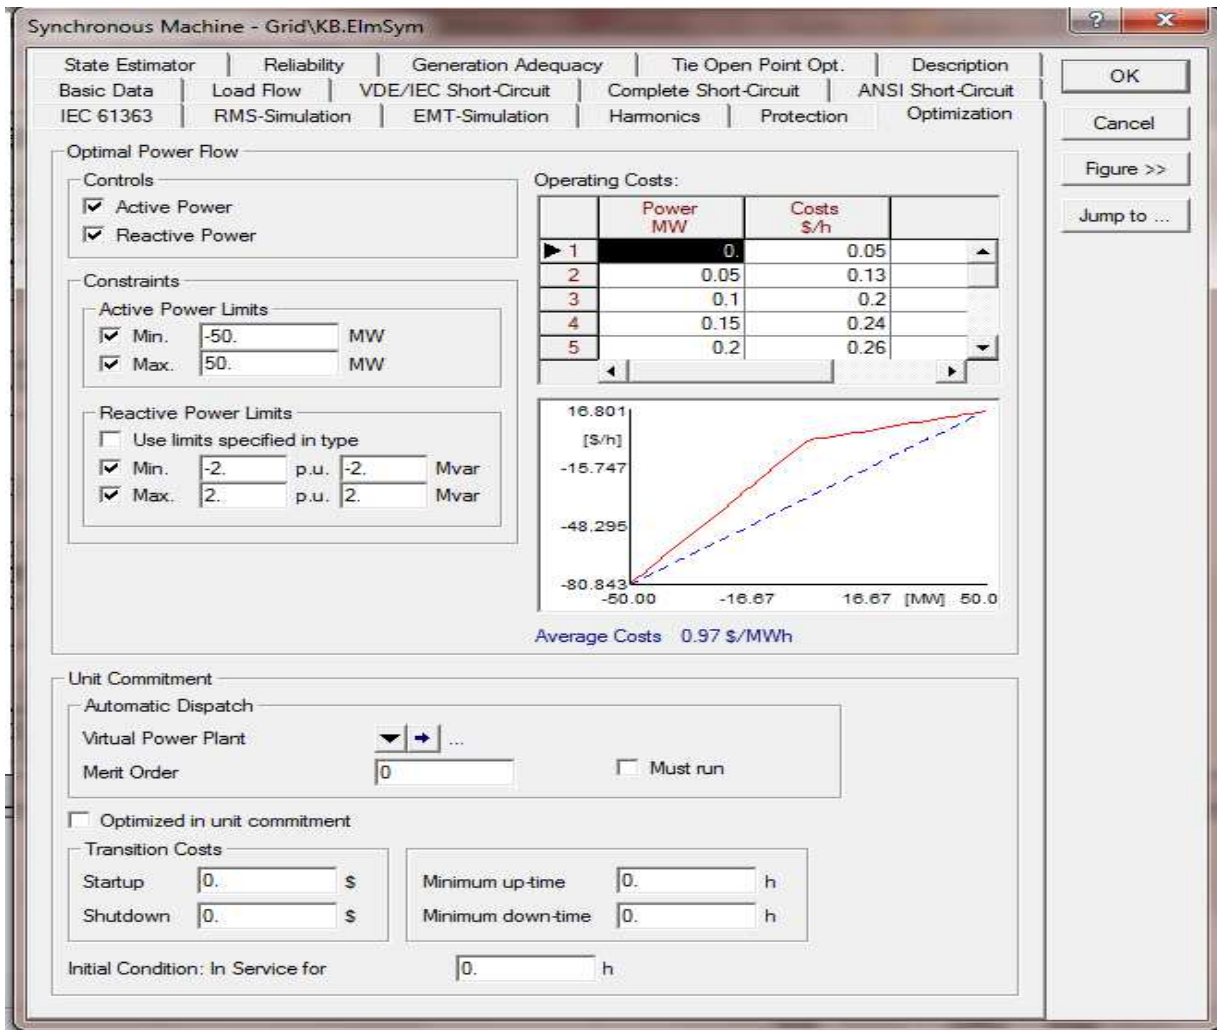 Synchronous Machine - Grid\KB.ElmSym
? x
State Estimator Reliability Generation Adequacy Tie Open Point Opt. Description
Basic Data Load Flow VDE/IEC Short-Circuit Complete Short-Circuit ANSI Short-Circuit
IEC 61363 RMS-Simulation EMT-Simulation Harmonics Protection Optimization
OK
Cancel
Figure >>
Jump to ...
Optimal Power Flow
Controls
Active Power
Reactive Power
Constraints
Active Power Limits
Min. -50. MW
Max. 50. MW
Reactive Power Limits
Use limits specified in type
Min. -2. p.u. -2. Mvar
Max. 2. p.u. 2. Mvar
Operating Costs:
Power Costs
MW $/h
1 0. 0.05
2 0.05 0.13
3 0.1 0.2
4 0.15 0.24
5 0.2 0.26
16.801
[$/h]
-15.747
-48.295
-80.843
-50.00 -16.67 16.67 [MW] 50.0
Average Costs 0.97 $/MWh
Unit Commitment
Automatic Dispatch
Virtual Power Plant ...
Merit Order 0 Must run
Optimized in unit commitment
Transition Costs
Startup 0. $ Minimum up-time 0. h
Shutdown 0. $ Minimum down-time 0. h
Initial Condition: In Service for 0. h